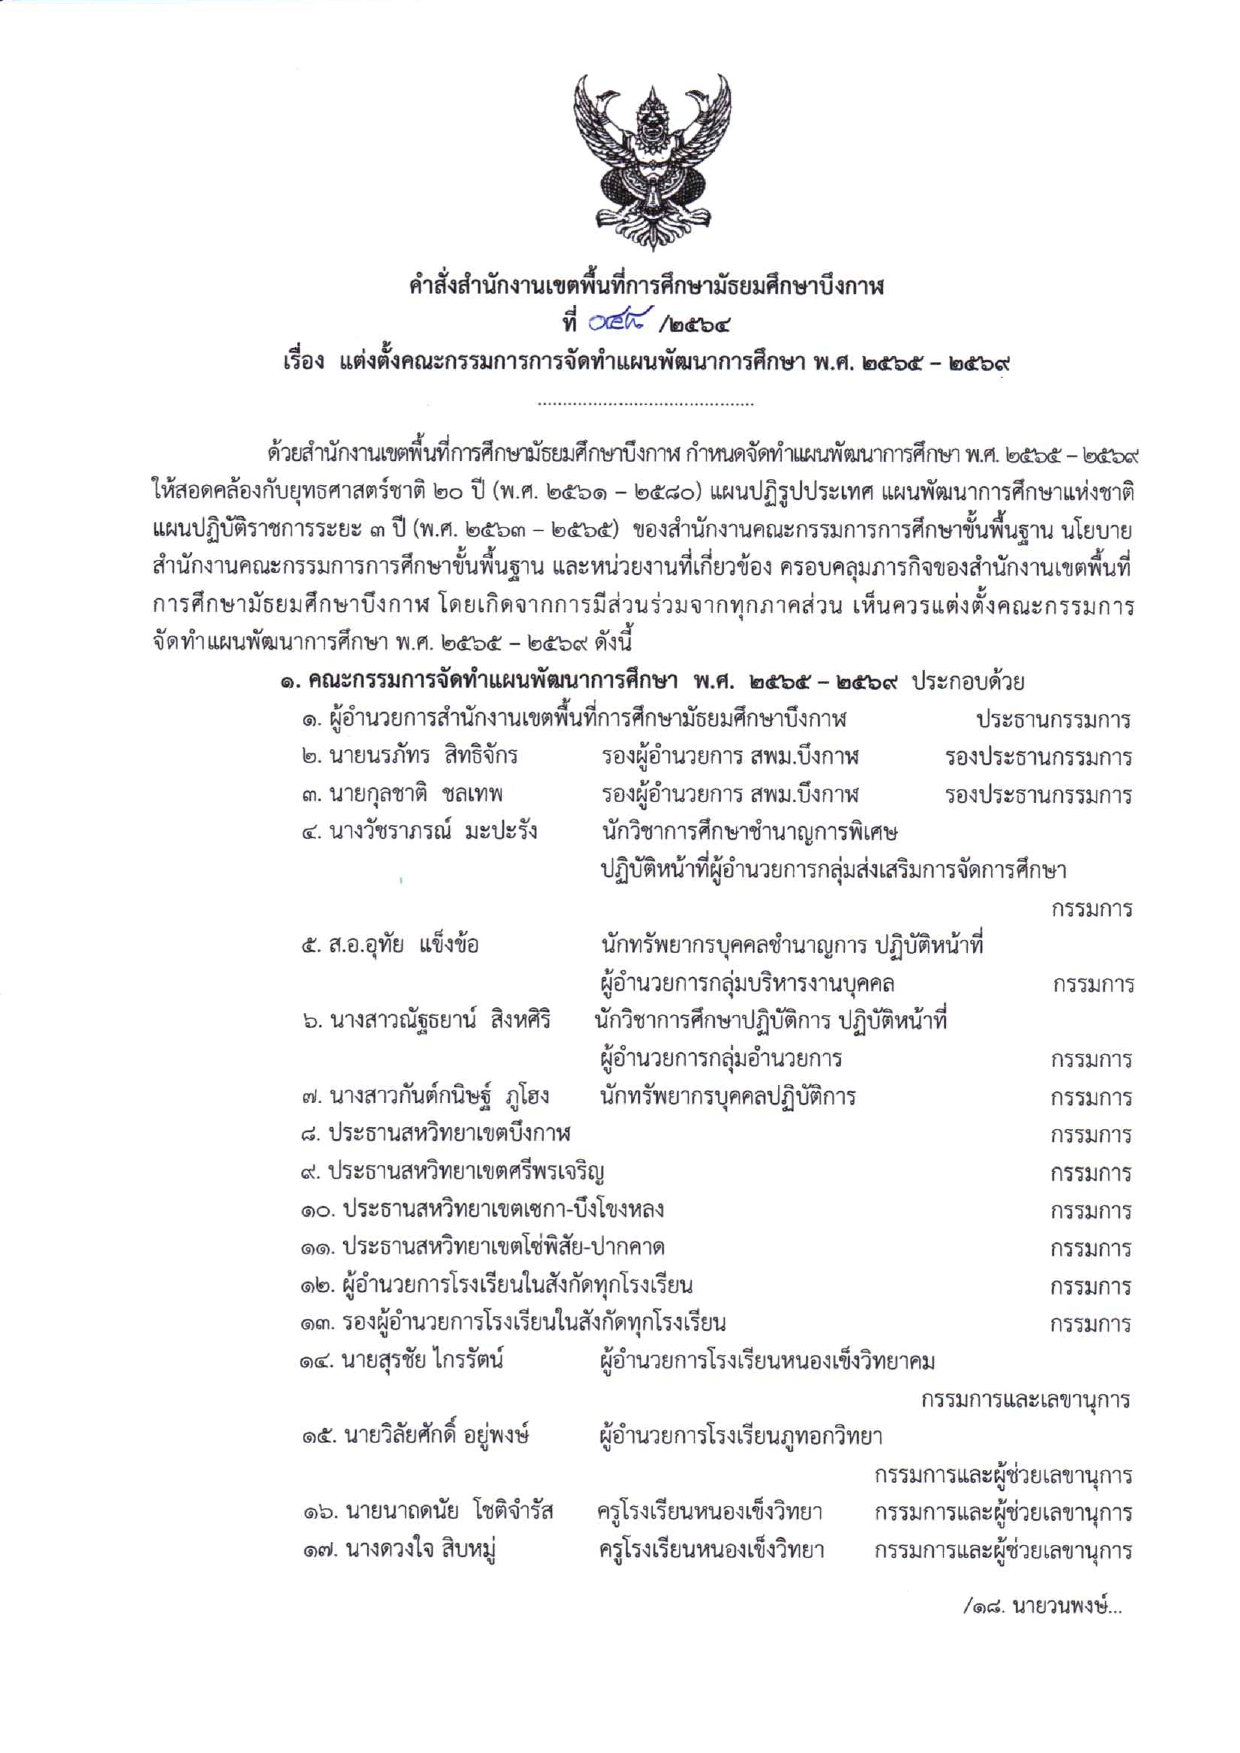 คำสั่งสำนักงานเขตพื้นที่การศึกษามัธยมศึกษาบึงกาฬ
ที่ /๒๕๖๔
เรื่อง แต่งตั้งคณะกรรมการการจัดทำแผนพัฒนาการศึกษา พ.ศ. ๒๕๖๕ – ๒๕๖๙
ด้วยสำนักงานเขตพื้นที่การศึกษามัธยมศึกษาบึงกาฬ กำหนดจัดทำแผนพัฒนาการศึกษา พ.ศ. ๒๕๖๕ – ๒๕๖๙
ให้สอดคล้องกับยุทธศาสตร์ชาติ ๒๐ ปี (พ.ศ. ๒๕๖๑ – ๒๕๘๐) แผนปฏิรูปประเทศ แผนพัฒนาการศึกษาแห่งชาติ
แผนปฏิบัติราชการระยะ ๓ ปี (พ.ศ. ๒๕๖๓ – ๒๕๖๕) ของสำนักงานคณะกรรมการการศึกษาขั้นพื้นฐาน นโยบาย
สำนักงานคณะกรรมการการศึกษาขั้นพื้นฐาน และหน่วยงานที่เกี่ยวข้อง ครอบคลุมภารกิจของสำนักงานเขตพื้นที่
การศึกษามัธยมศึกษาบึงกาฬ โดยเกิดจากการมีส่วนร่วมจากทุกภาคส่วน เห็นควรแต่งตั้งคณะกรรมการ
จัดทำแผนพัฒนาการศึกษา พ.ศ. ๒๕๖๕ – ๒๕๖๙ ดังนี้
๑. คณะกรรมการจัดทำแผนพัฒนาการศึกษา พ.ศ. ๒๕๖๕ – ๒๕๖๙ ประกอบด้วย
๑. ผู้อำนวยการสำนักงานเขตพื้นที่การศึกษามัธยมศึกษาบึงกาฬ ประธานกรรมการ
๒. นายนรภัทร สิทธิจักร รองผู้อำนวยการ สพม.บึงกาฬ รองประธานกรรมการ
๓. นายกุลชาติ ชลเทพ รองผู้อำนวยการ สพม.บึงกาฬ รองประธานกรรมการ
๔. นางวัชราภรณ์ มะปะรัง นักวิชาการศึกษาชำนาญการพิเศษ
ปฏิบัติหน้าที่ผู้อำนวยการกลุ่มส่งเสริมการจัดการศึกษา
กรรมการ
๕. ส.อ.อุทัย แข็งข้อ นักทรัพยากรบุคคลชำนาญการ ปฏิบัติหน้าที่
ผู้อำนวยการกลุ่มบริหารงานบุคคล กรรมการ
๖. นางสาวณัฐธยาน์ สิงหศิริ นักวิชาการศึกษาปฏิบัติการ ปฏิบัติหน้าที่
ผู้อำนวยการกลุ่มอำนวยการ กรรมการ
๗. นางสาวกันต์กนิษฐ์ ภูโฮง นักทรัพยากรบุคคลปฏิบัติการ กรรมการ
๘. ประธานสหวิทยาเขตบึงกาฬ กรรมการ
๙. ประธานสหวิทยาเขตศรีพรเจริญ กรรมการ
๑๐. ประธานสหวิทยาเขตเซกา-บึงโขงหลง กรรมการ
๑๑. ประธานสหวิทยาเขตโซ่พิสัย-ปากคาด กรรมการ
๑๒. ผู้อำนวยการโรงเรียนในสังกัดทุกโรงเรียน กรรมการ
๑๓. รองผู้อำนวยการโรงเรียนในสังกัดทุกโรงเรียน กรรมการ
๑๔. นายสุรชัย ไกรรัตน์ ผู้อำนวยการโรงเรียนหนองเข็งวิทยาคม
กรรมการและเลขานุการ
๑๕. นายวิลัยศักดิ์ อยู่พงษ์ ผู้อำนวยการโรงเรียนภูทอกวิทยา
กรรมการและผู้ช่วยเลขานุการ
๑๖. นายนาถดนัย โชติจำรัส ครูโรงเรียนหนองเข็งวิทยา กรรมการและผู้ช่วยเลขานุการ
๑๗. นางดวงใจ สิบหมู่ ครูโรงเรียนหนองเข็งวิทยา กรรมการและผู้ช่วยเลขานุการ
/๑๘. นายวนพงษ์...